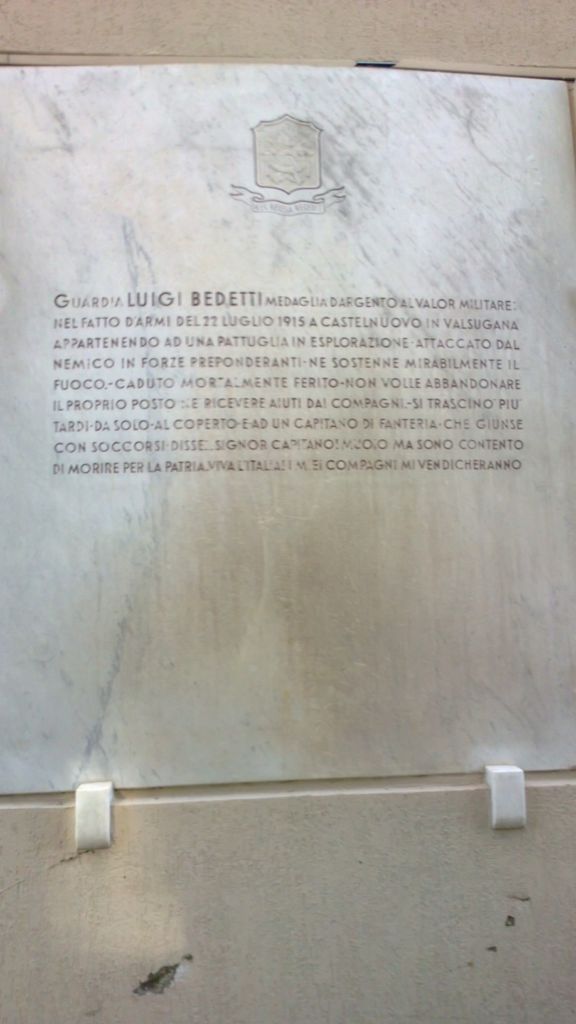 GUARDIA LUIGI BEDETTI MEDAGLIA D'ARGENTO AL VALOR MILITARE:
NEL FATTO D'ARMI DEL 22 LUGLIO 1915 A CASTELNUOVO IN VALSUGANA
APPARTENENDO AD UNA PATTUGLIA IN ESPLORAZIONE·ATTACCATO DAL
NEMICO IN FORZE PREPONDERANTI·NE SOSTENNE MIRABILMENTE IL
FUOCO.-CADUTO MORTALMENTE FERITO·NON VOLLE ABBANDONARE
IL PROPRIO POSTO NE RICEVERE AIUTI DAI COMPAGNI.-SI TRASCINO' PIU'
TARDI·DA SOLO·AL COPERTO·E AD UN CAPITANO DI FANTERIA·CHE GIUNSE
CON SOCCORSI·DISSE: SIGNOR CAPITANO! MUOIO MA SONO CONTENTO
DI MORIRE PER LA PATRIA. VIVA L'ITALIA! I MIEI COMPAGNI MI VENDICHERANNO